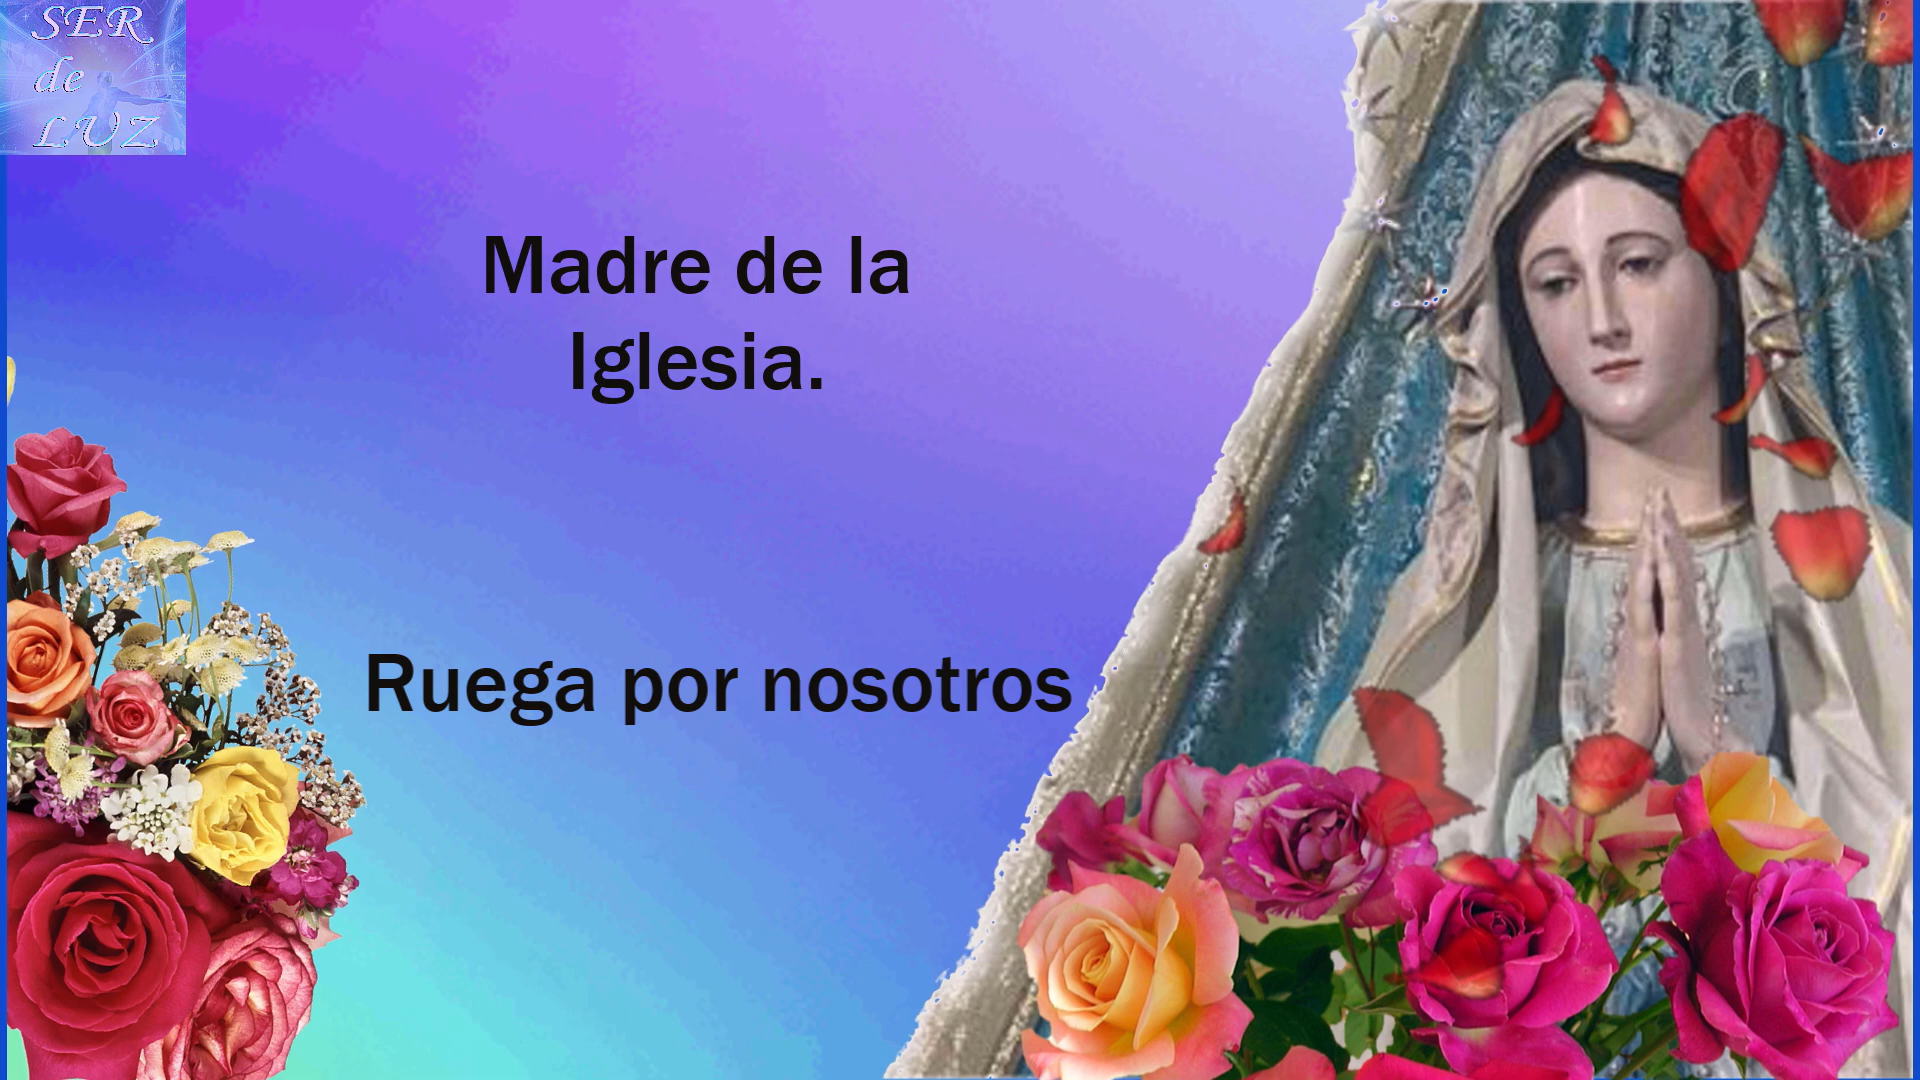 SER
de
LUZ
Madre de la
Iglesia.
Ruega por nosotros